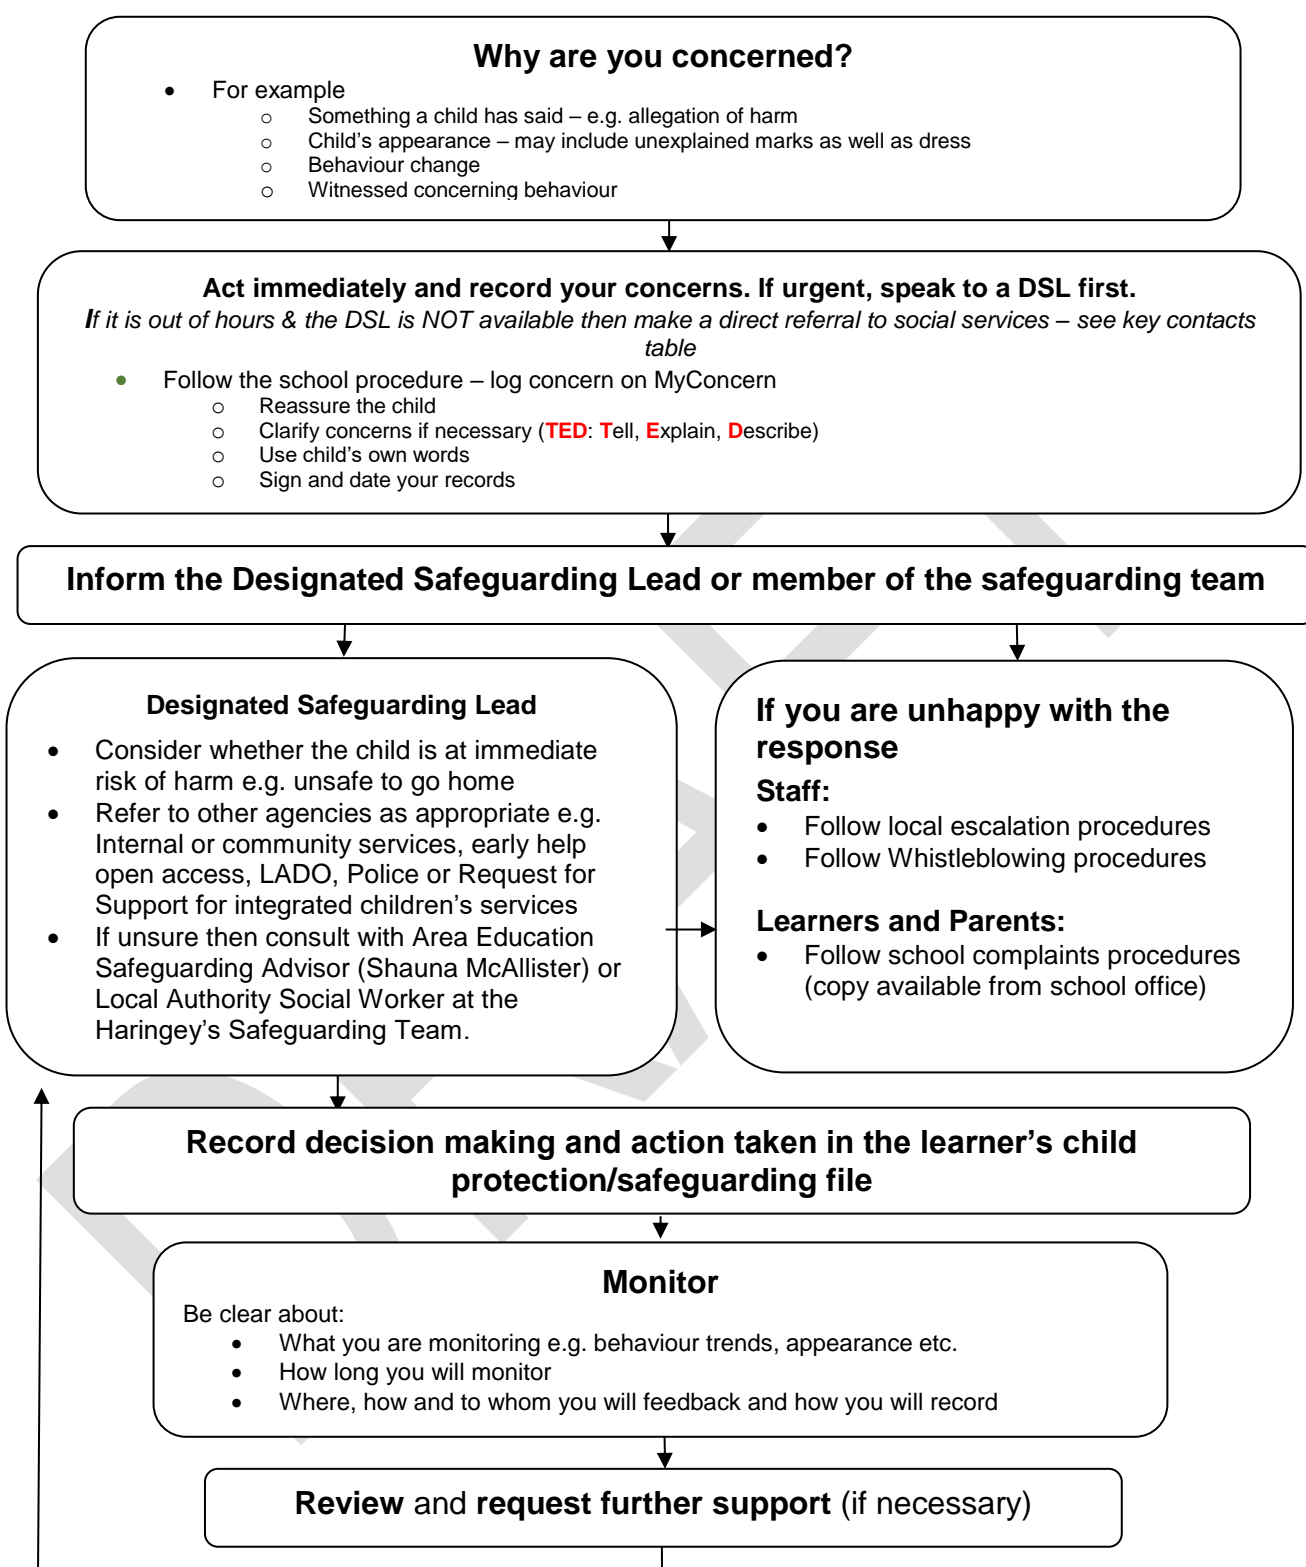 Why are you concerned?
• For example
o Something a child has said – e.g. allegation of harm
o Child's appearance – may include unexplained marks as well as dress
o Behaviour change
o Witnessed concerning behaviour
Act immediately and record your concerns. If urgent, speak to a DSL first.
If it is out of hours & the DSL is NOT available then make a direct referral to social services – see key contacts
table
• Follow the school procedure – log concern on MyConcern
o Reassure the child
o Clarify concerns if necessary (TED: Tell, Explain, Describe)
o Use child's own words
o Sign and date your records
Inform the Designated Safeguarding Lead or member of the safeguarding team
Designated Safeguarding Lead
• Consider whether the child is at immediate
risk of harm e.g. unsafe to go home
• Refer to other agencies as appropriate e.g.
Internal or community services, early help
open access, LADO, Police or Request for
Support for integrated children's services
• If unsure then consult with Area Education
Safeguarding Advisor (Shauna McAllister) or
Local Authority Social Worker at the
Haringey's Safeguarding Team.
If you are unhappy with the
response
Staff:
• Follow local escalation procedures
• Follow Whistleblowing procedures
Learners and Parents:
• Follow school complaints procedures
(copy available from school office)
Record decision making and action taken in the learner's child
protection/safeguarding file
Monitor
Be clear about:
• What you are monitoring e.g. behaviour trends, appearance etc.
• How long you will monitor
• Where, how and to whom you will feedback and how you will record
Review and request further support (if necessary)